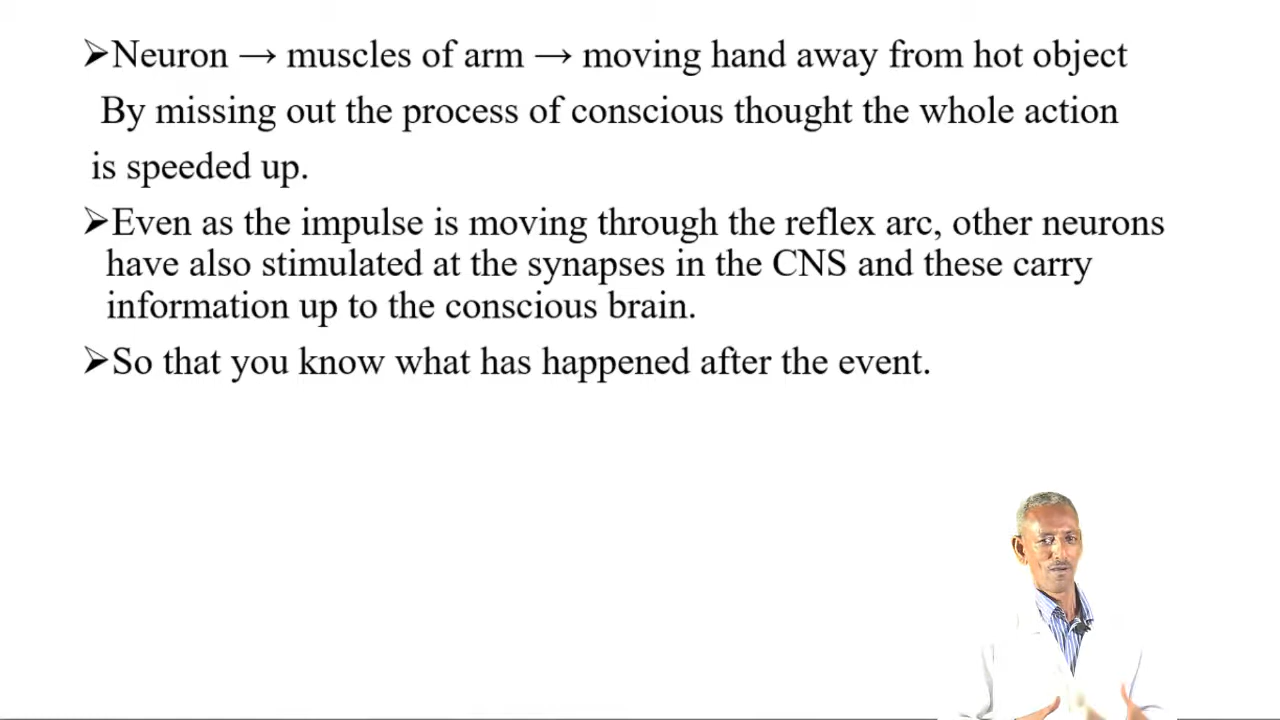 ➢Neuron → muscles of arm → moving hand away from hot object
By missing out the process of conscious thought the whole action
is speeded up.
➢Even as the impulse is moving through the reflex arc, other neurons
have also stimulated at the synapses in the CNS and these carry
information up to the conscious brain.
➢So that you know what has happened after the event.